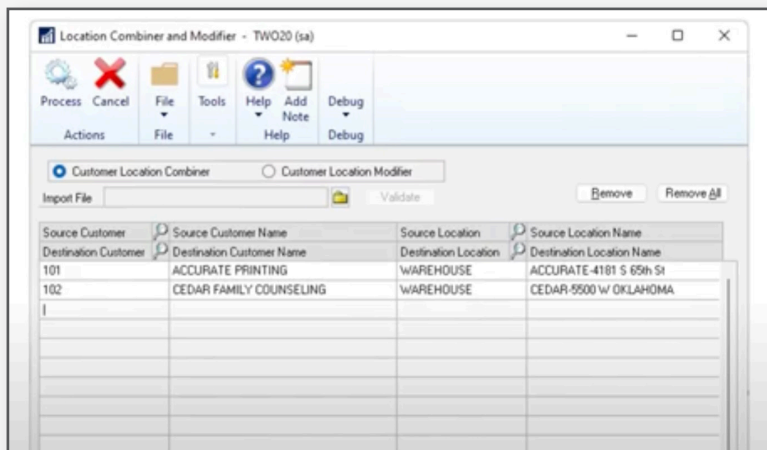 Location Combiner and Modifier - TWO20 (sa)
Process Cancel File Tools Help Add Note Debug
Actions File Help Debug
Customer Location Combiner Customer Location Modifier
Import File Validate Remove Remove All
Source Customer Source Customer Name Source Location Source Location Name
Destination Customer Destination Customer Name Destination Location Destination Location Name
101 ACCURATE PRINTING WAREHOUSE ACCURATE-4181 S 65th St
102 CEDAR FAMILY COUNSELING WAREHOUSE CEDAR-5500 W OKLAHOMA